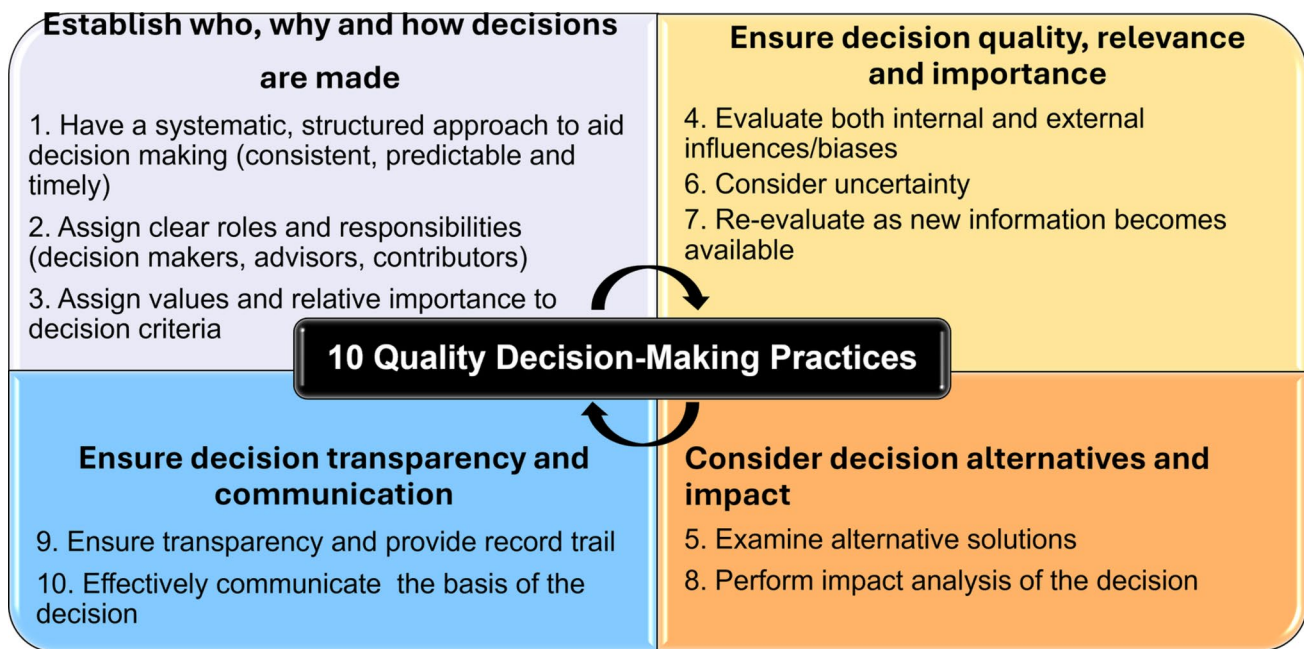 Establish who, why and how decisions
are made
1. Have a systematic, structured approach to aid
decision making (consistent, predictable and
timely)
2. Assign clear roles and responsibilities
(decision makers, advisors, contributors)
3. Assign values and relative importance to
decision criteria
Ensure decision quality, relevance
and importance
4. Evaluate both internal and external
influences/biases
6. Consider uncertainty
7. Re-evaluate as new information becomes
available
10 Quality Decision-Making Practices
Ensure decision transparency and
communication
9. Ensure transparency and provide record trail
10. Effectively communicate  the basis of the
decision
Consider decision alternatives and
impact
5. Examine alternative solutions
8. Perform impact analysis of the decision